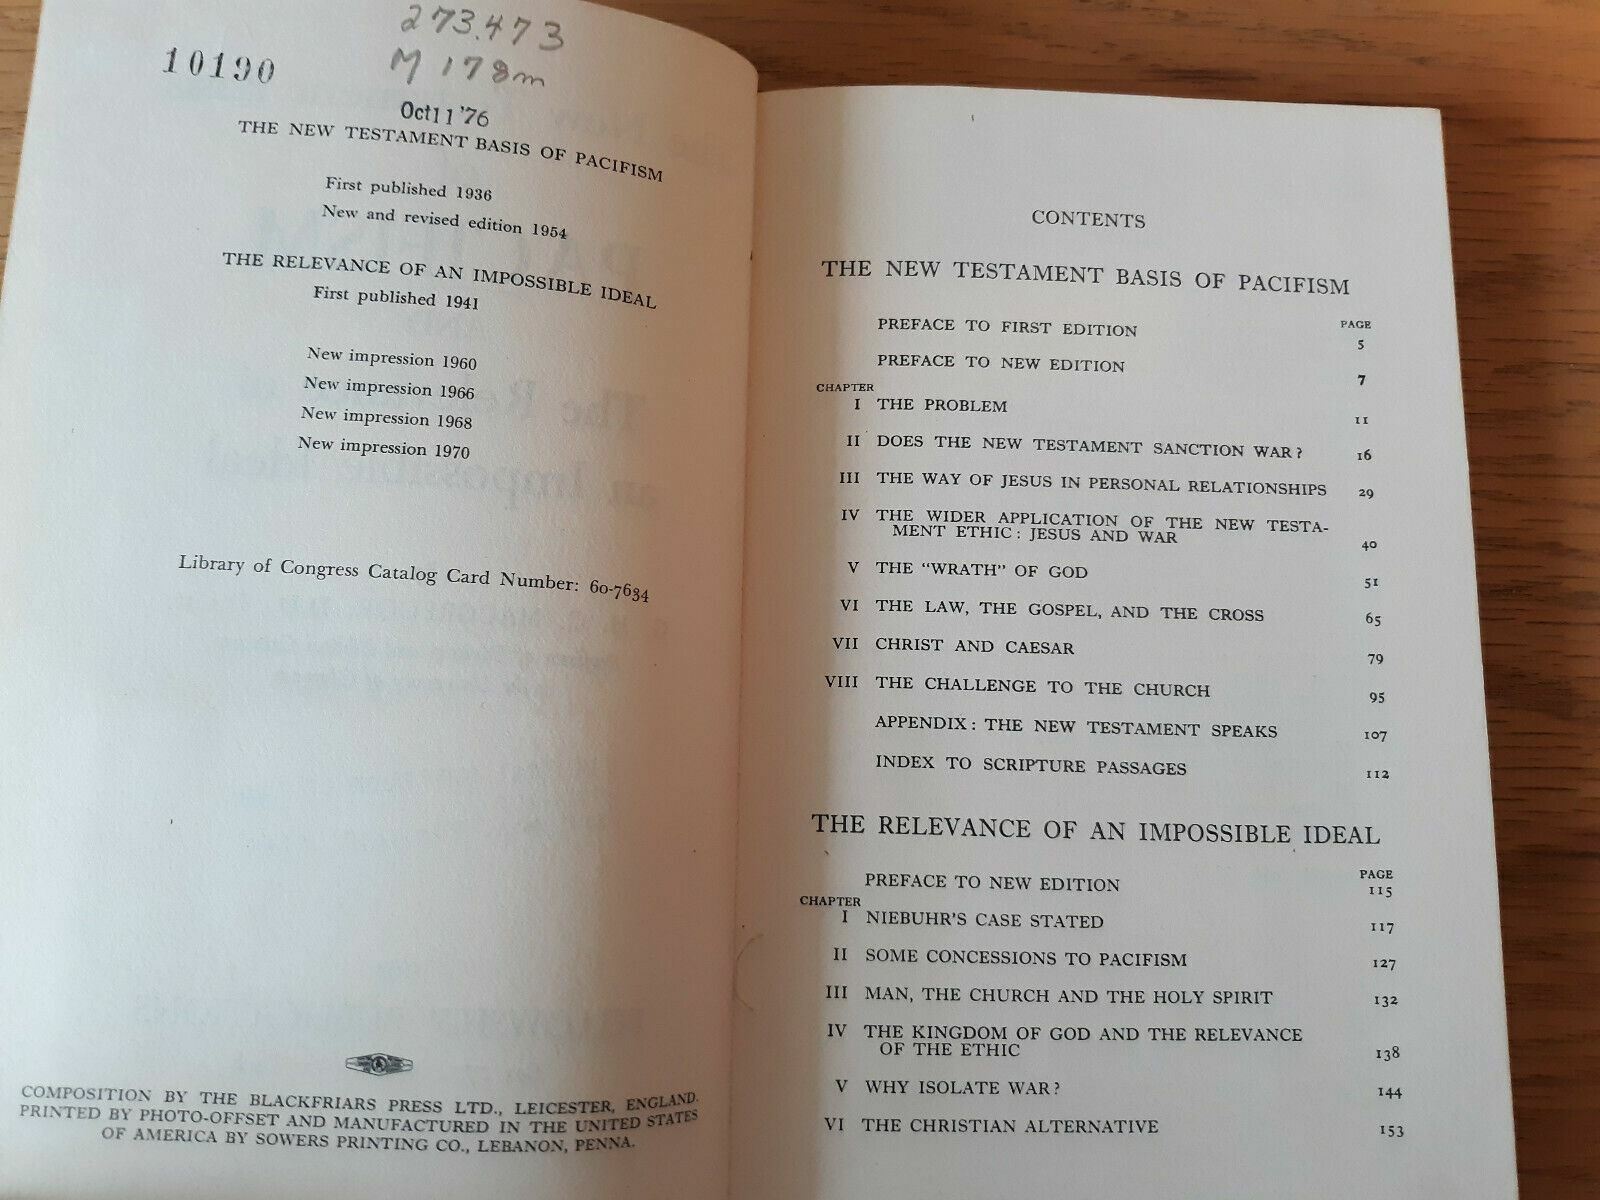 273.473
M 178m
10190
Oct 11 '76
THE NEW TESTAMENT BASIS OF PACIFISM
First published 1936
New and revised edition 1954
THE RELEVANCE OF AN IMPOSSIBLE IDEAL
First published 1941
New impression 1960
New impression 1966
New impression 1968
New impression 1970
Library of Congress Catalog Card Number: 60-7634
COMPOSITION BY THE BLACKFRIARS PRESS LTD., LEICESTER, ENGLAND.
PRINTED BY PHOTO-OFFSET AND MANUFACTURED IN THE UNITED STATES
OF AMERICA BY SOWERS PRINTING CO., LEBANON, PENNA.
CONTENTS
THE NEW TESTAMENT BASIS OF PACIFISM
PAGE
PREFACE TO FIRST EDITION 5
PREFACE TO NEW EDITION 7
CHAPTER
I THE PROBLEM 11
II DOES THE NEW TESTAMENT SANCTION WAR? 16
III THE WAY OF JESUS IN PERSONAL RELATIONSHIPS 29
IV THE WIDER APPLICATION OF THE NEW TESTA-
MENT ETHIC: JESUS AND WAR 40
V THE "WRATH" OF GOD 51
VI THE LAW, THE GOSPEL, AND THE CROSS 65
VII CHRIST AND CAESAR 79
VIII THE CHALLENGE TO THE CHURCH 95
APPENDIX: THE NEW TESTAMENT SPEAKS 107
INDEX TO SCRIPTURE PASSAGES 112
THE RELEVANCE OF AN IMPOSSIBLE IDEAL
PAGE
PREFACE TO NEW EDITION 115
CHAPTER
I NIEBUHR'S CASE STATED 117
II SOME CONCESSIONS TO PACIFISM 127
III MAN, THE CHURCH AND THE HOLY SPIRIT 132
IV THE KINGDOM OF GOD AND THE RELEVANCE
OF THE ETHIC 138
V WHY ISOLATE WAR? 144
VI THE CHRISTIAN ALTERNATIVE 153